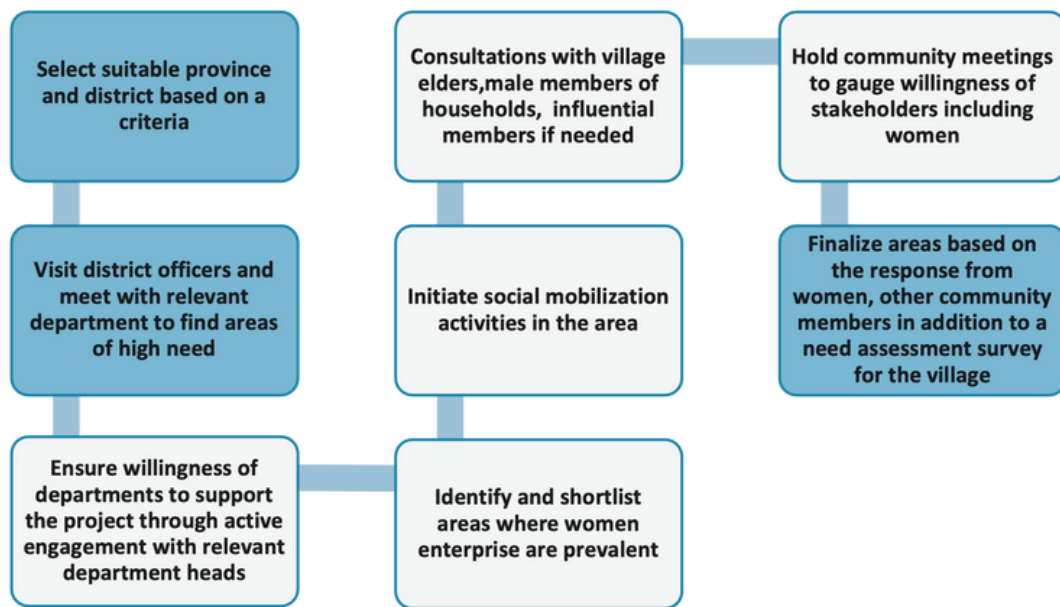 Select suitable province
and district based on a
criteria
Visit district officers and
meet with relevant
department to find areas
of high need
Ensure willingness of
departments to support
the project through active
engagement with relevant
department heads
Identify and shortlist
areas where women
enterprise are prevalent
Initiate social mobilization
activities in the area
Consultations with village
elders,male members of
households, influential
members if needed
Hold community meetings
to gauge willingness of
stakeholders including
women
Finalize areas based on
the response from
women, other community
members in addition to a
need assessment survey
for the village